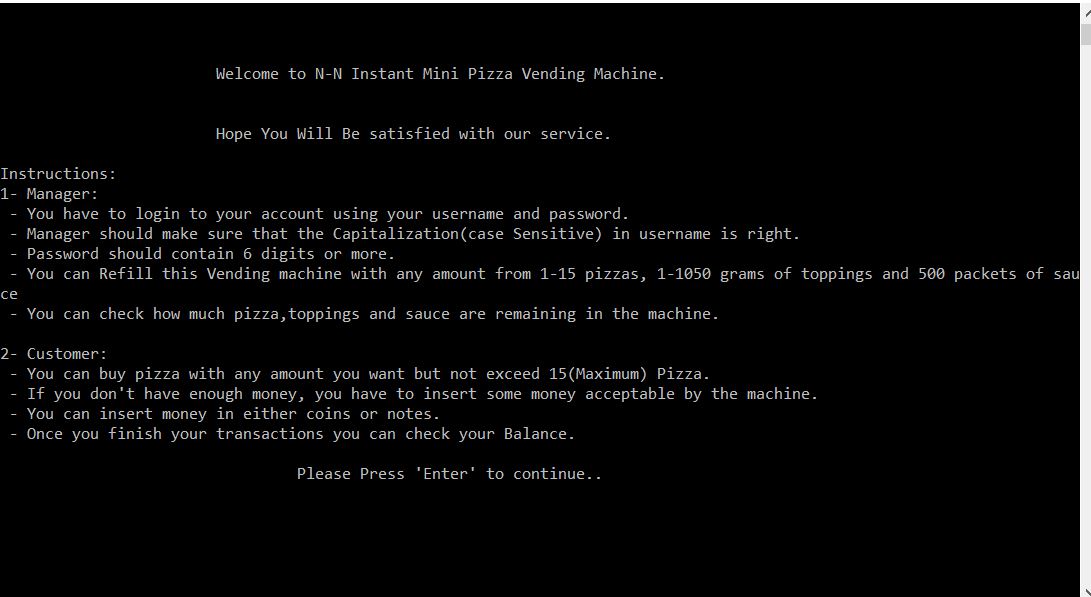 Welcome to N-N Instant Mini Pizza Vending Machine.
Hope You Will Be satisfied with our service.
Instructions:
1- Manager:
- You have to login to your account using your username and password.
- Manager should make sure that the Capitalization(case Sensitive) in username is right.
- Password should contain 6 digits or more.
- You can Refill this Vending machine with any amount from 1-15 pizzas, 1-1050 grams of toppings and 500 packets of sau
ce
- You can check how much pizza,toppings and sauce are remaining in the machine.
2- Customer:
- You can buy pizza with any amount you want but not exceed 15(Maximum) Pizza.
- If you don't have enough money, you have to insert some money acceptable by the machine.
- You can insert money in either coins or notes.
- Once you finish your transactions you can check your Balance.
Please Press 'Enter' to continue..